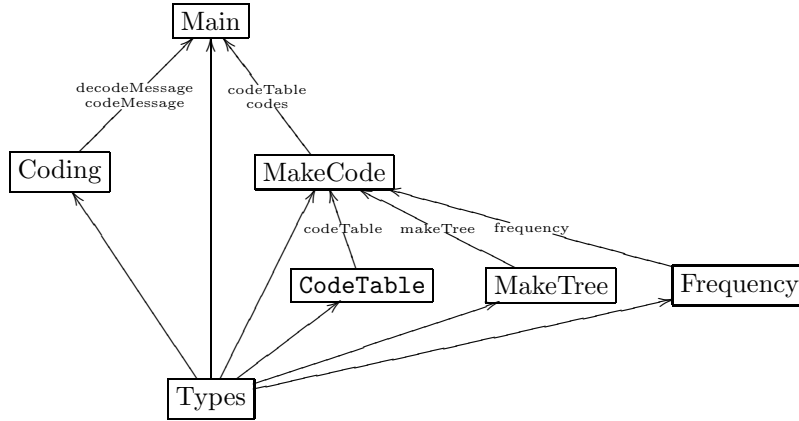 Main
decodeMessage
codeMessage
codeTable
codes
Coding
MakeCode
codeTable
makeTree
frequency
CodeTable
MakeTree
Frequency
Types